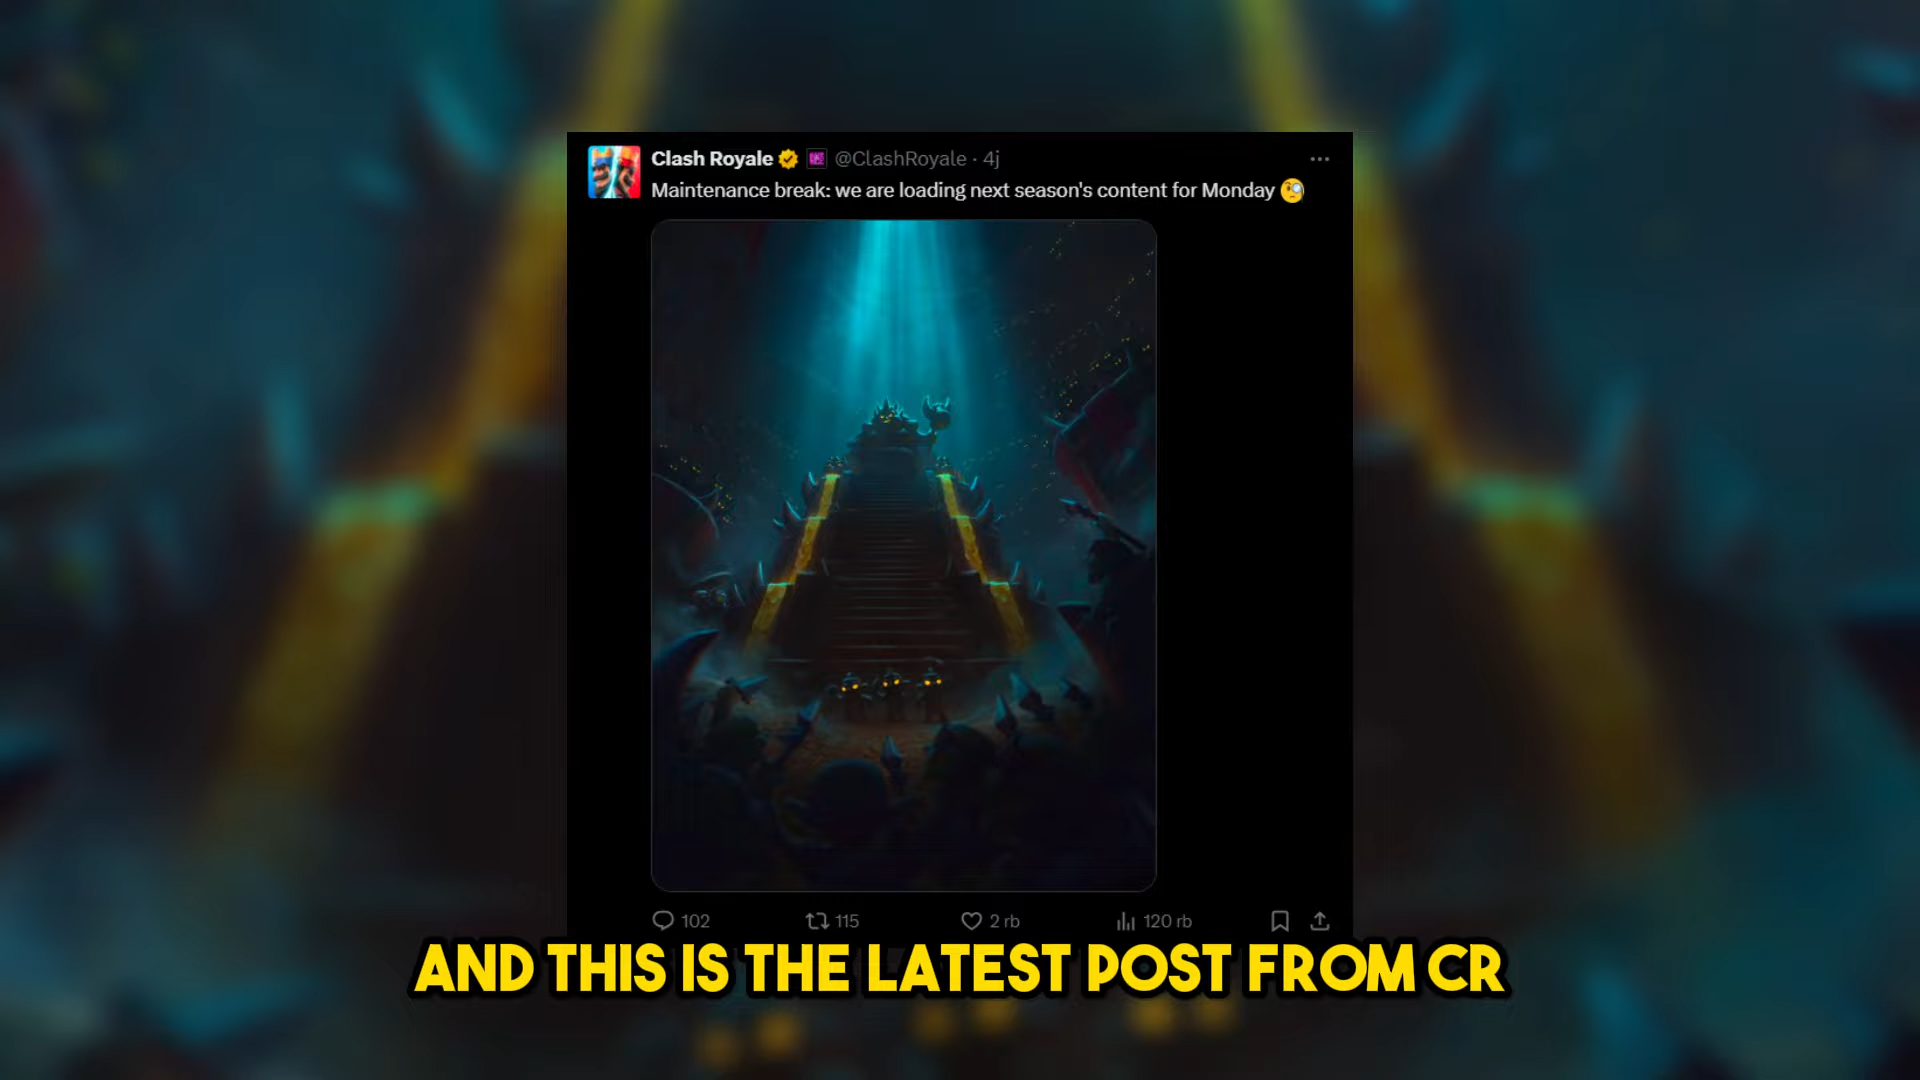 Clash Royale @ClashRoyale · 4j
Maintenance break: we are loading next season's content for Monday 🧐
102 115 2 rb 120 rb
AND THIS IS THE LATEST POST FROM CR